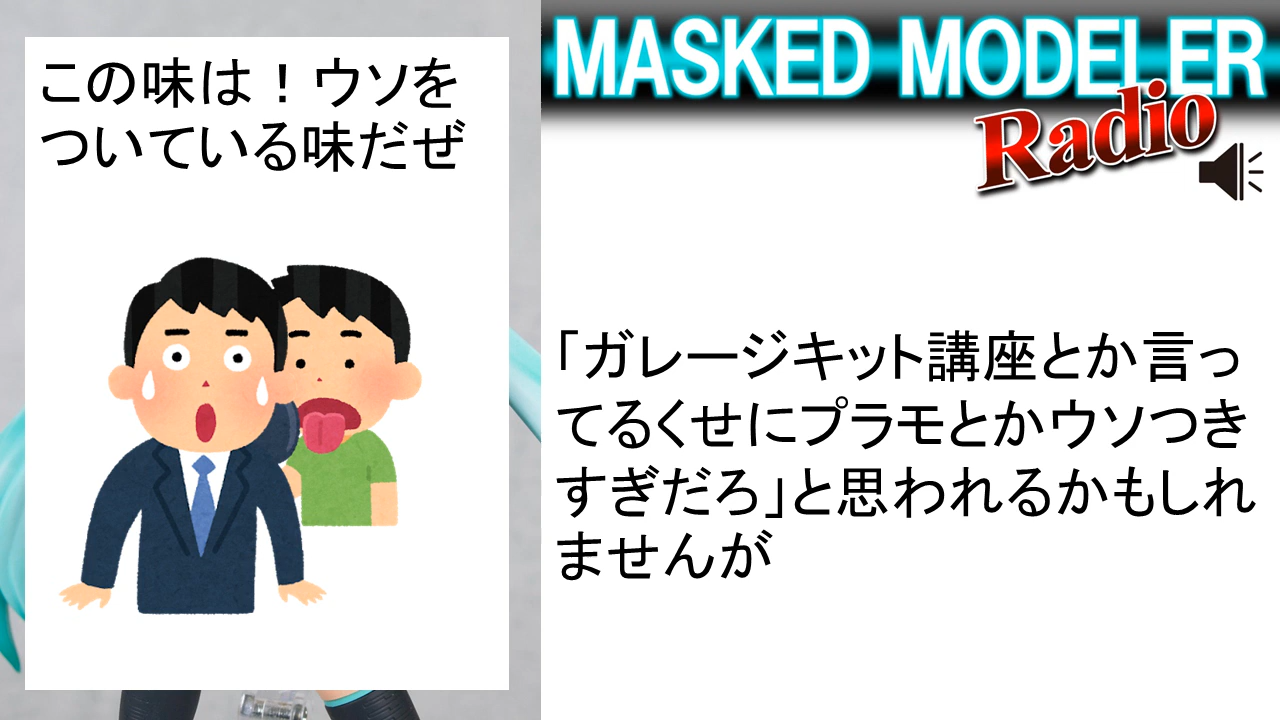 この味は！ウソを
ついている味だぜ
MASKED MODELER
Radio
「ガレージキット講座とか言っ
てるくせにプラモとかウソつき
すぎだろ」と思われるかもしれ
ませんが